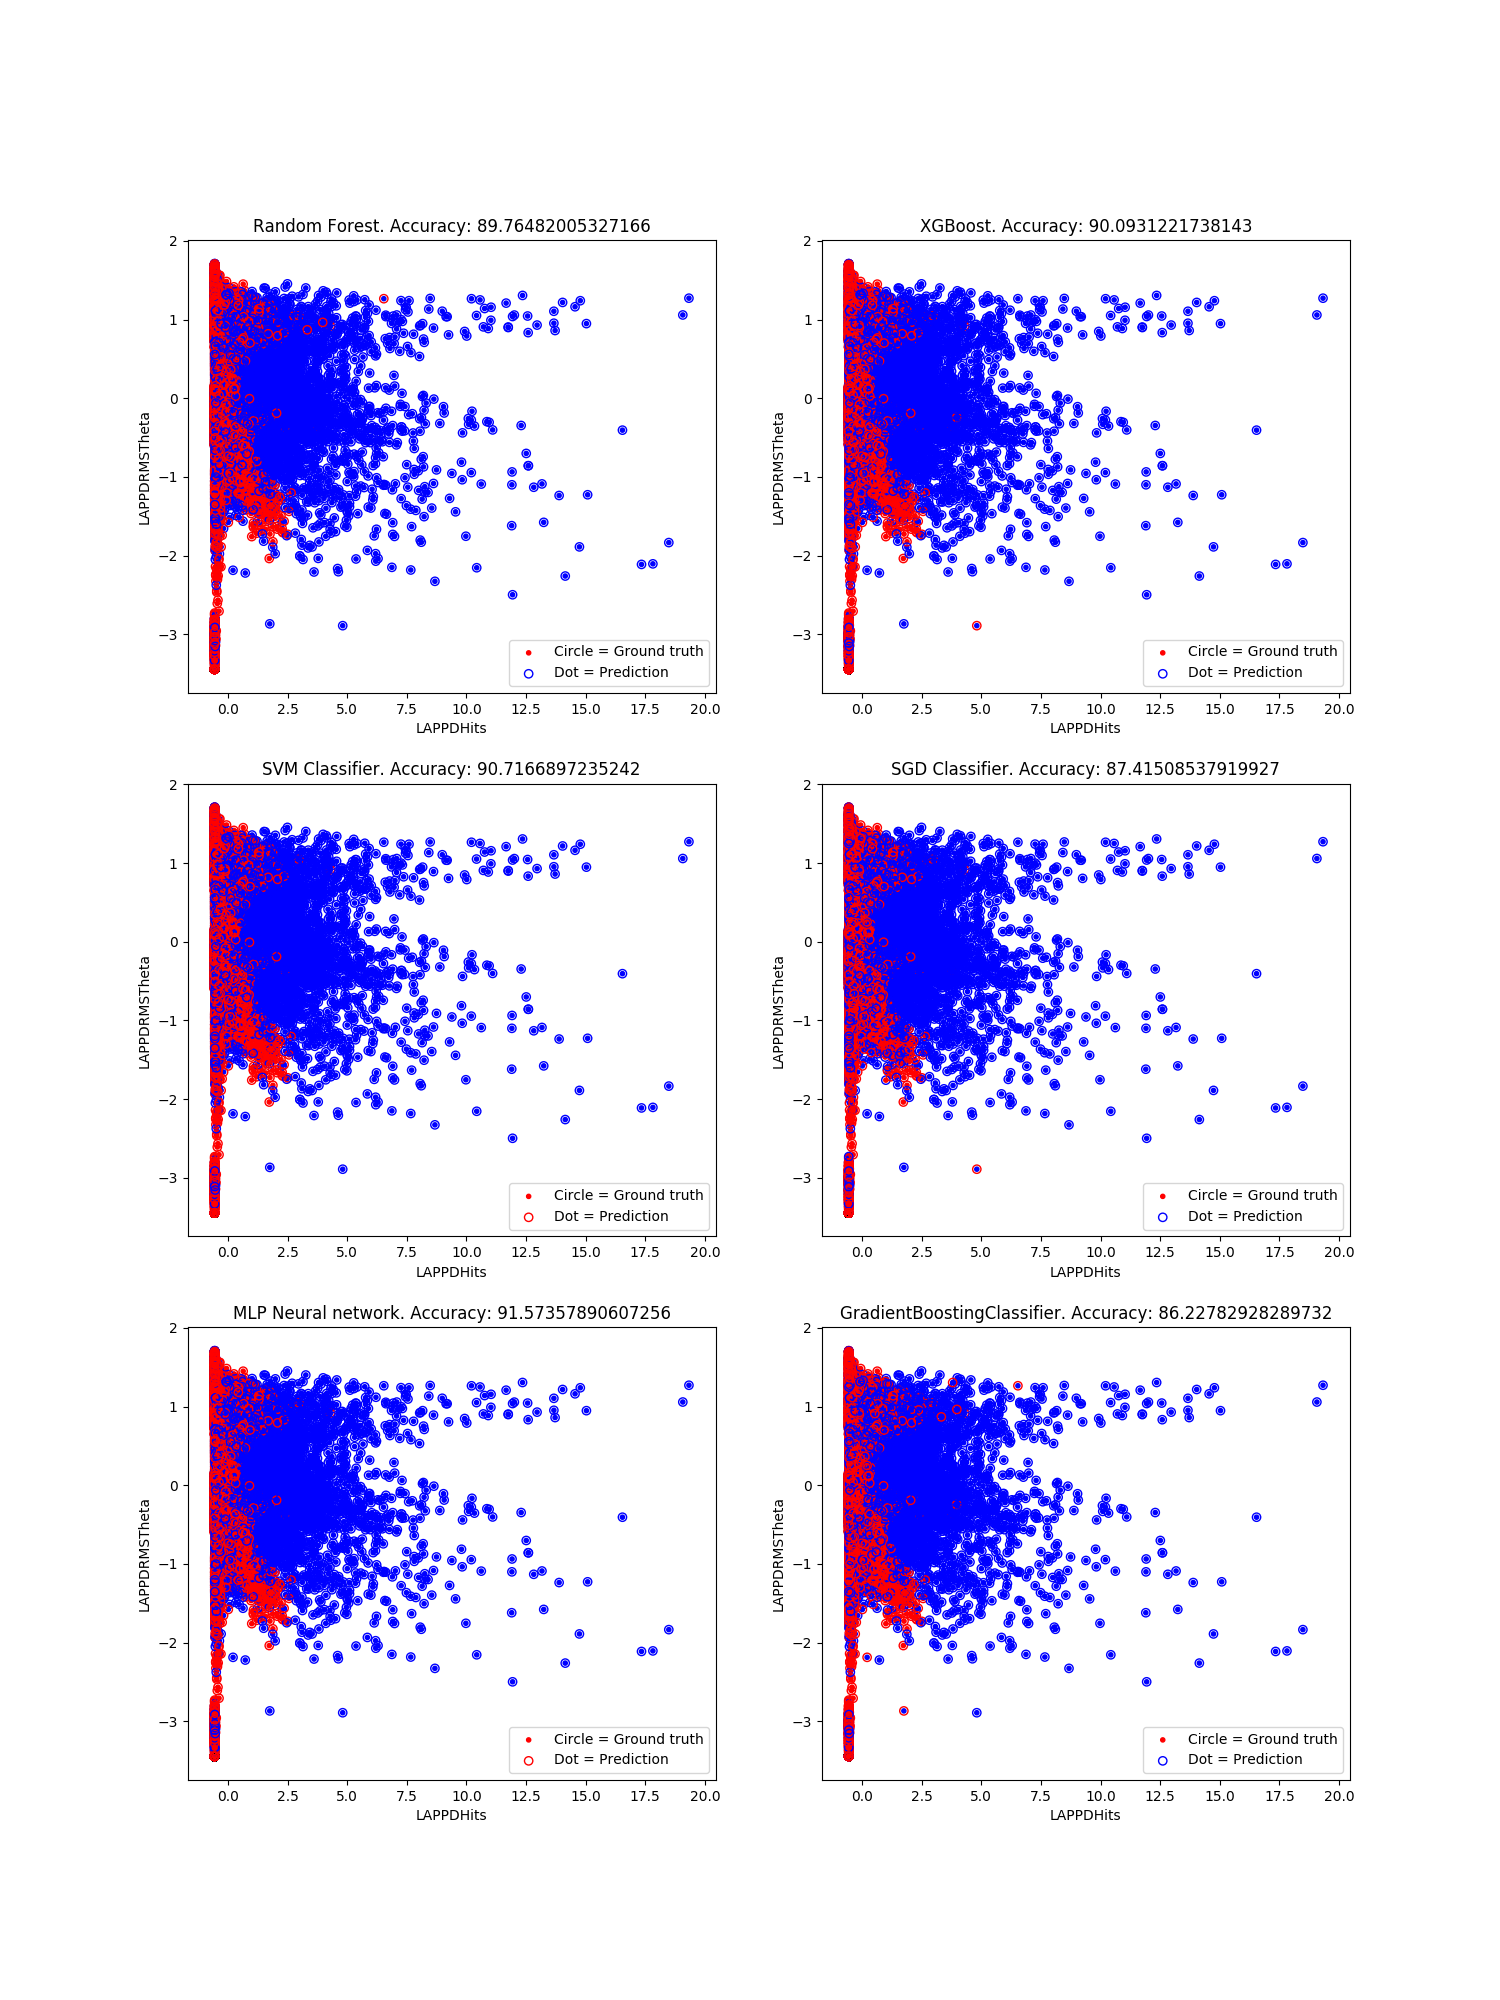 Random Forest. Accuracy: 89.76482005327166
2
1
0
−1
−2
−3
LAPPDRMSTheta
Circle = Ground truth
Dot = Prediction
0.0 2.5 5.0 7.5 10.0 12.5 15.0 17.5 20.0
LAPPDHits
XGBoost. Accuracy: 90.0931221738143
2
1
0
−1
−2
−3
LAPPDRMSTheta
Circle = Ground truth
Dot = Prediction
0.0 2.5 5.0 7.5 10.0 12.5 15.0 17.5 20.0
LAPPDHits
SVM Classifier. Accuracy: 90.7166897235242
2
1
0
−1
−2
−3
LAPPDRMSTheta
Circle = Ground truth
Dot = Prediction
0.0 2.5 5.0 7.5 10.0 12.5 15.0 17.5 20.0
LAPPDHits
SGD Classifier. Accuracy: 87.41508537919927
2
1
0
−1
−2
−3
LAPPDRMSTheta
Circle = Ground truth
Dot = Prediction
0.0 2.5 5.0 7.5 10.0 12.5 15.0 17.5 20.0
LAPPDHits
MLP Neural network. Accuracy: 91.57357890607256
2
1
0
−1
−2
−3
LAPPDRMSTheta
Circle = Ground truth
Dot = Prediction
0.0 2.5 5.0 7.5 10.0 12.5 15.0 17.5 20.0
LAPPDHits
GradientBoostingClassifier. Accuracy: 86.22782928289732
2
1
0
−1
−2
−3
LAPPDRMSTheta
Circle = Ground truth
Dot = Prediction
0.0 2.5 5.0 7.5 10.0 12.5 15.0 17.5 20.0
LAPPDHits